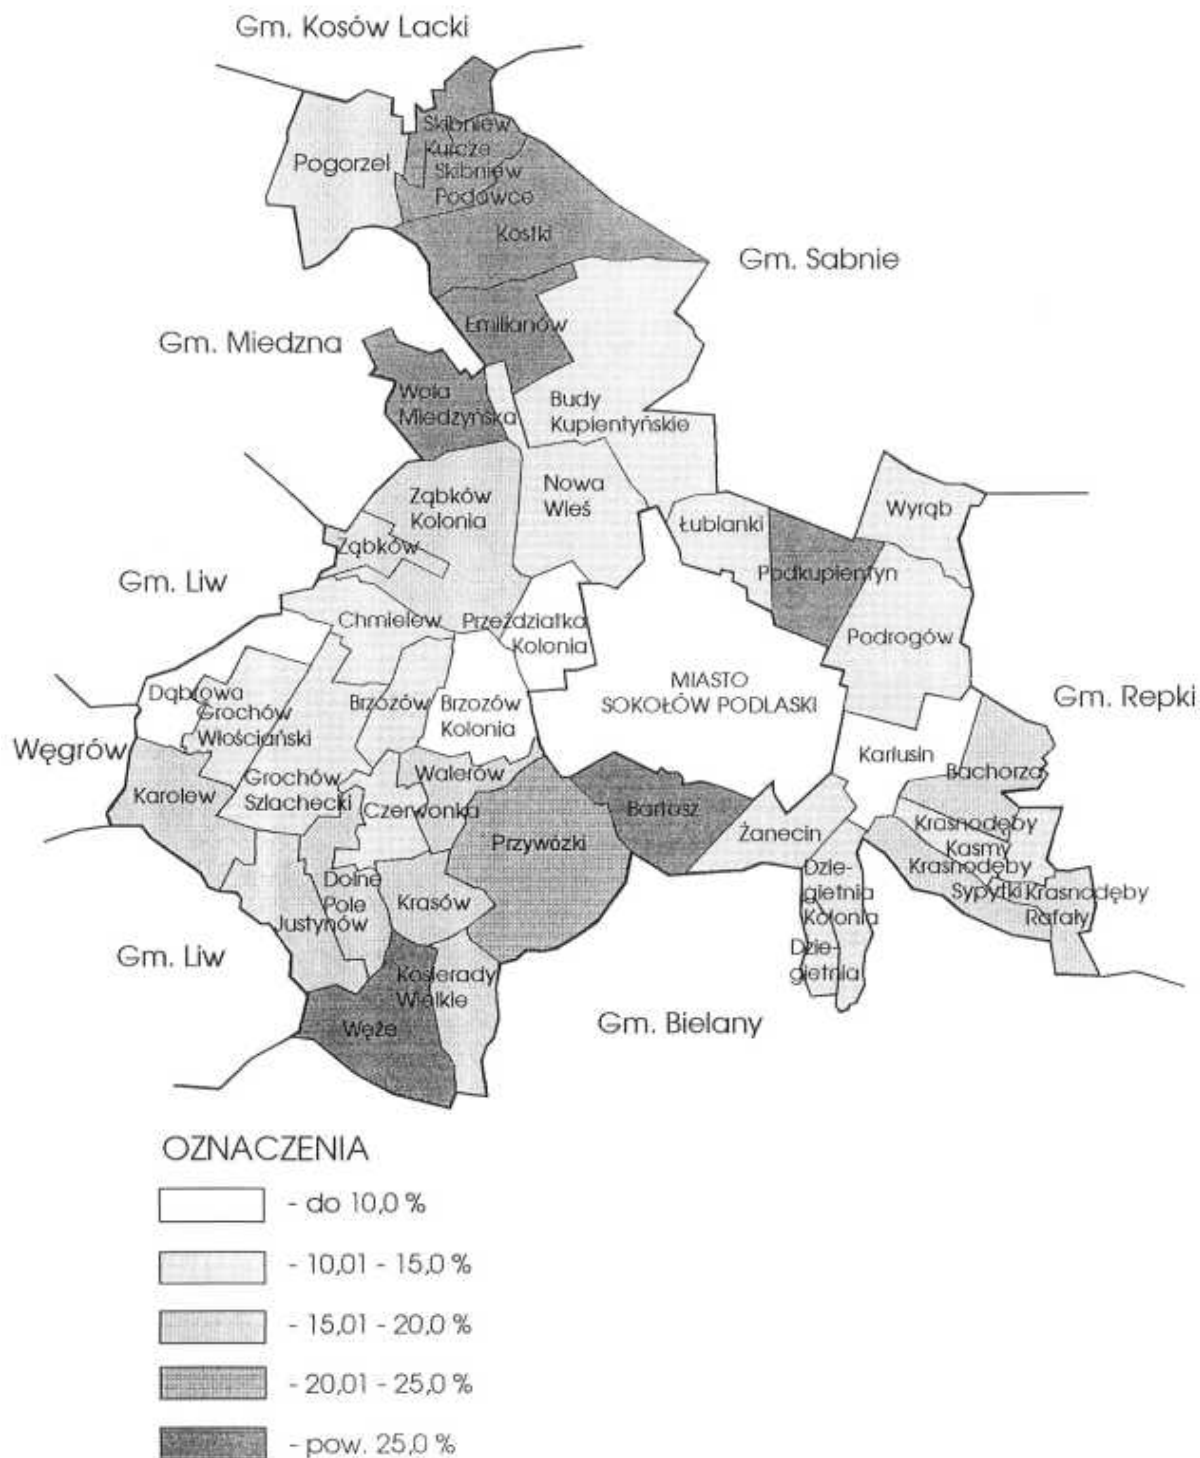 Gm. Kosów Lacki
Skibniew
Kurcze
Pogorzel
Skibniew
Podawce
Kostki
Gm. Sabnie
Emilianów
Gm. Miedzna
Wola
Miedzyńska
Budy
Kupientyńskie
Ząbków
Kolonia
Nowa
Wieś
Wyrąb
Łubianki
Ząbków
Podkupientyn
Gm. Liw
Chmielew
Przeździatka
Kolonia
Podrogów
MIASTO
SOKOŁÓW PODLASKI
Dąbrowa
Grochów
Włościański
Brzozów
Brzozów
Kolonia
Gm. Repki
Węgrów
Karlusin
Bachorza
Karolew
Grochów
Szlachecki
Walerów
Czerwonka
Bartosz
Żanecin
Krasnodęby
Kasmy
Przywózki
Krasnodęby
Sypytki
Krasnodęby
Rafały
Dzie-
gietnia
Kolonia
Dolne
Pole
Krasów
Justynów
Dzie-
gietnia
Gm. Liw
Kosierady
Wielkie
Węże
Gm. Bielany
OZNACZENIA
- do 10,0 %
- 10,01 - 15,0 %
- 15,01 - 20,0 %
- 20,01 - 25,0 %
- pow. 25,0 %